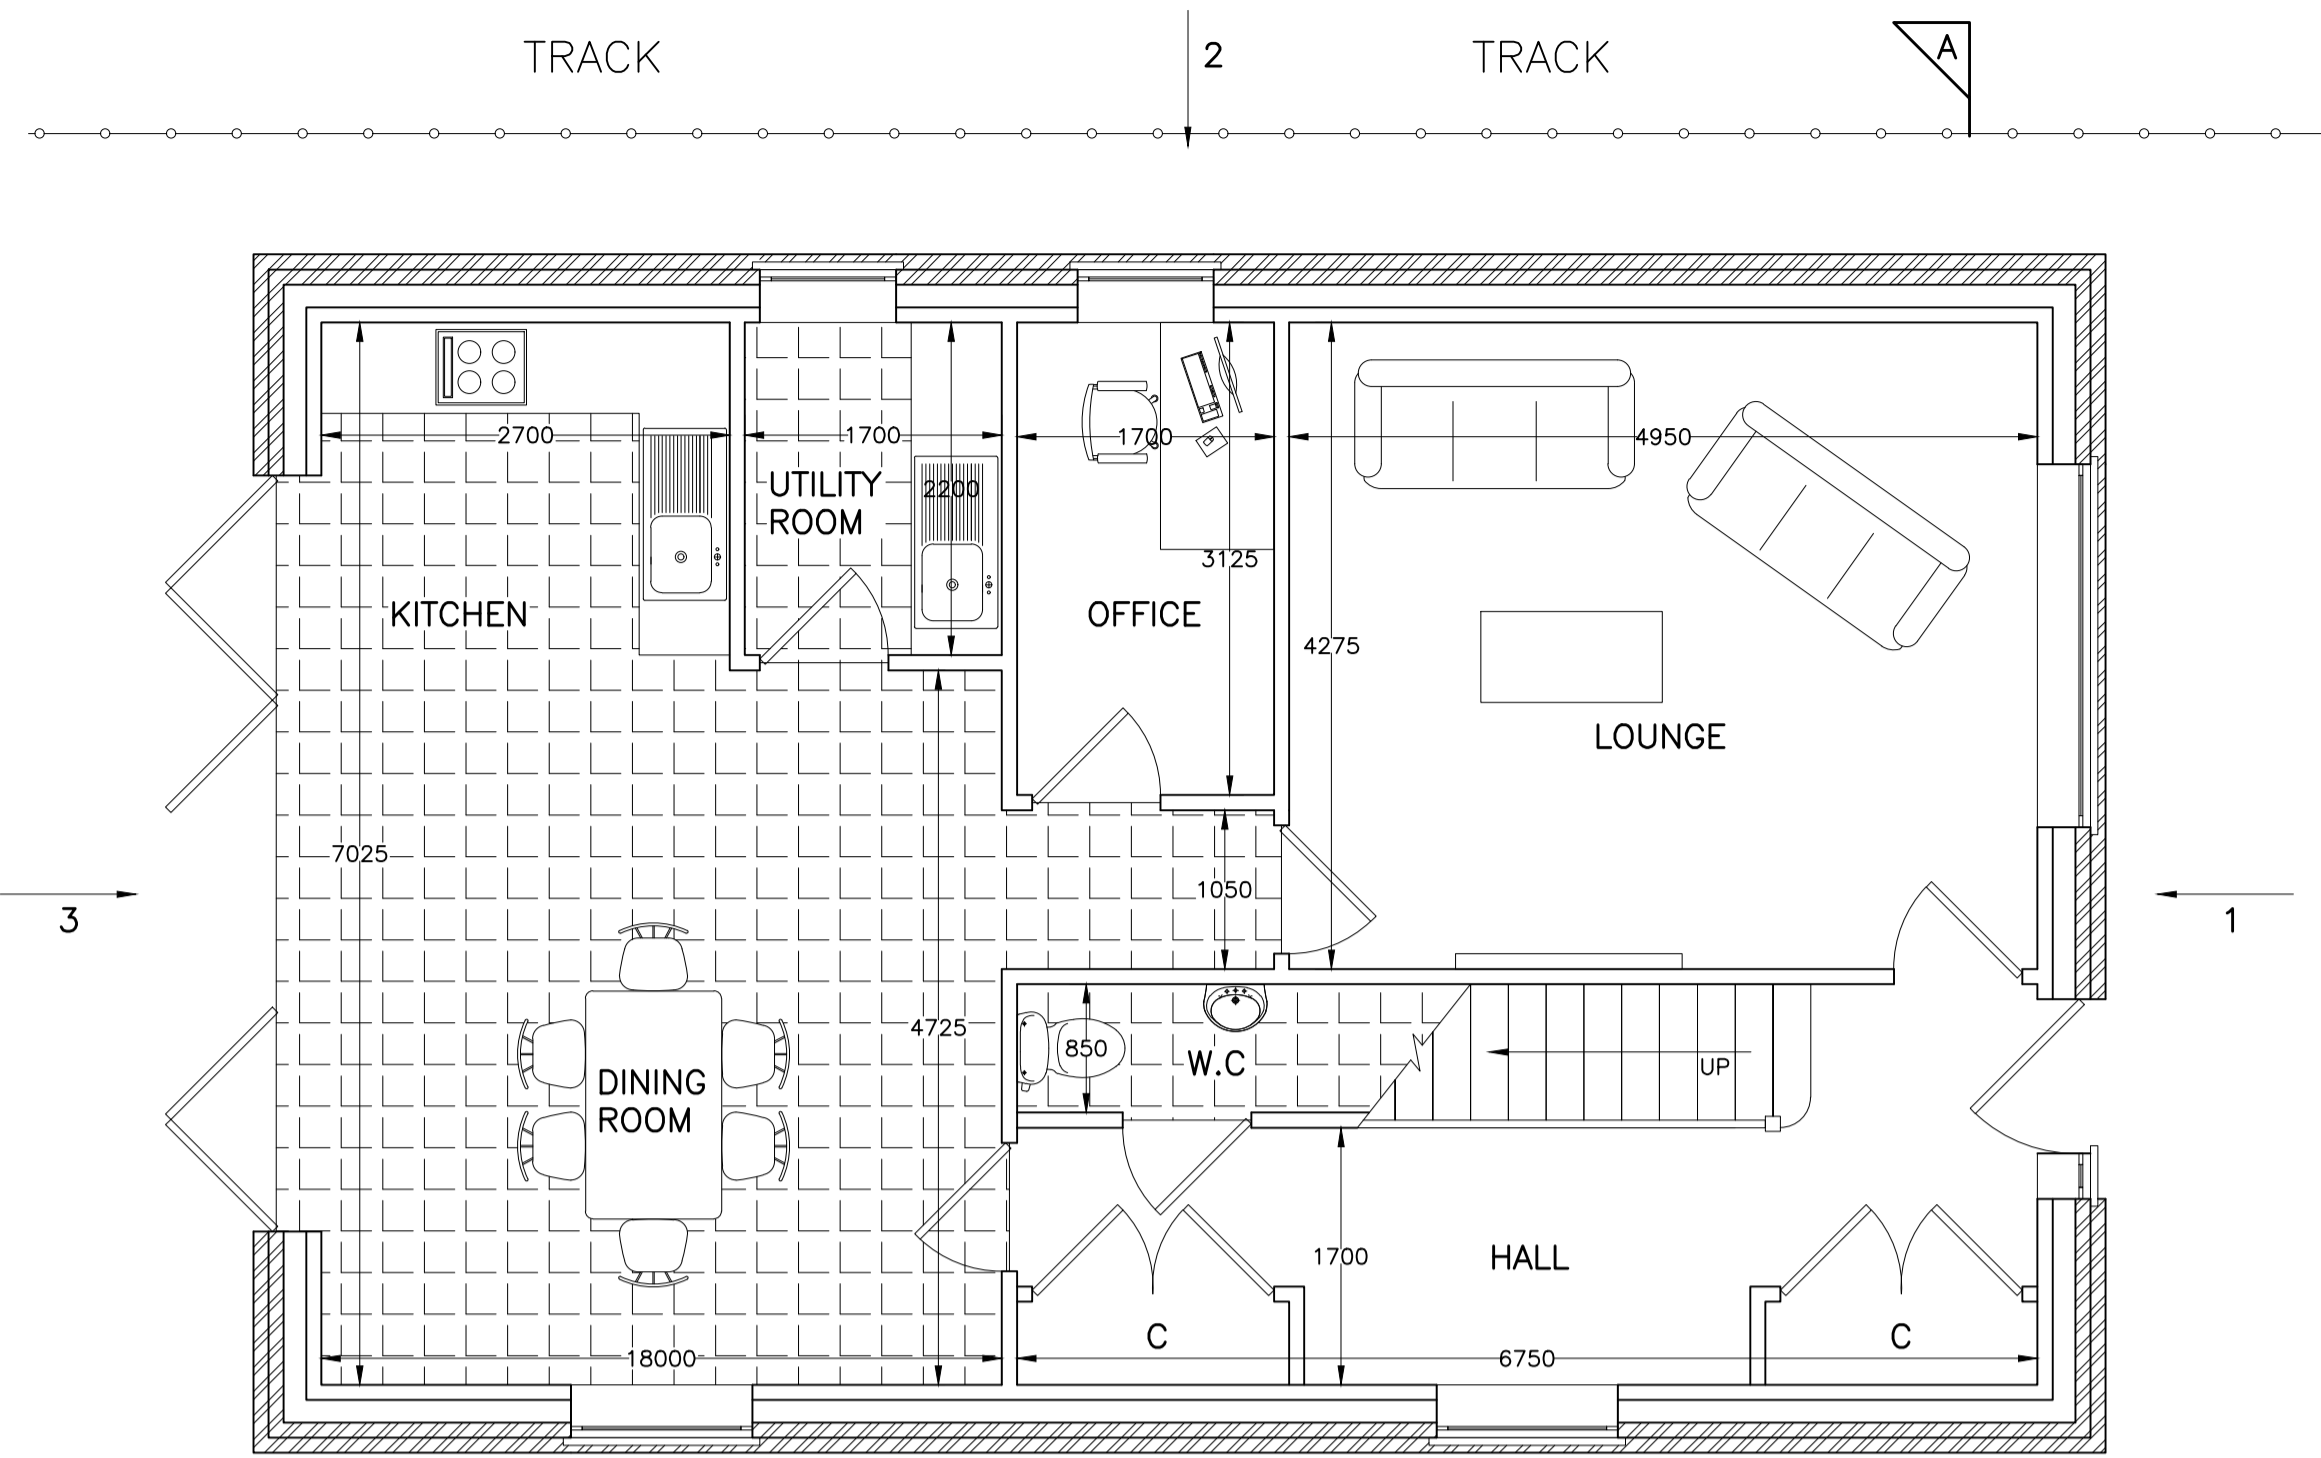 TRACK
2
TRACK
A
2700
1700
1700
4950
UTILITY
ROOM
2200
3125
KITCHEN
OFFICE
4275
LOUNGE
7025
1050
3
1
4725
850
W.C
UP
DINING
ROOM
1700
HALL
C
C
18000
6750